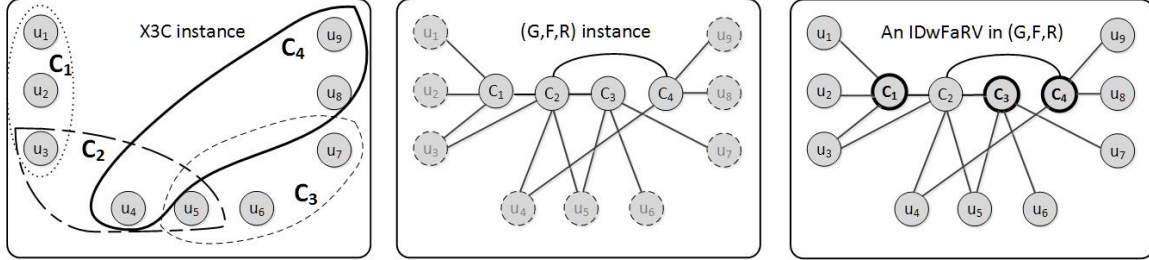 X3C instance
u1
u2
u3
u4
u5
u6
u7
u8
u9
C1
C2
C3
C4
(G,F,R) instance
u1
u2
u3
u4
u5
u6
u7
u8
u9
C1
C2
C3
C4
An IDwFaRV in (G,F,R)
u1
u2
u3
u4
u5
u6
u7
u8
u9
C1
C2
C3
C4